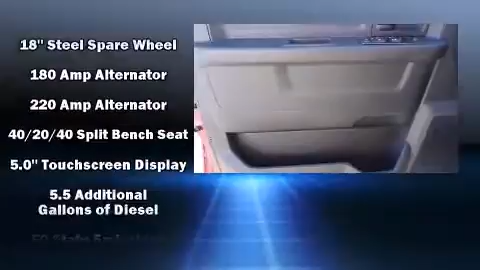 18" Steel Spare Wheel
180 Amp Alternator
220 Amp Alternator
40/20/40 Split Bench Seat
5.0" Touchscreen Display
5.5 Additional
Gallons of Diesel